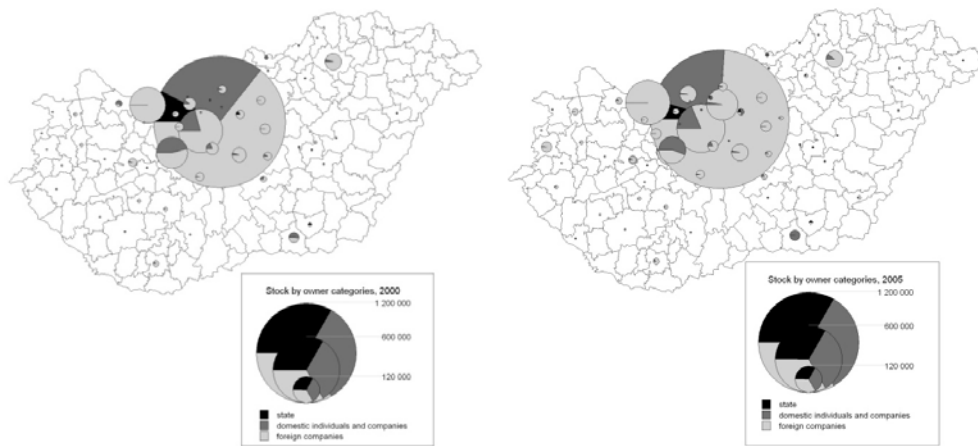 Stock by owner categories, 2000
1 200 000
600 000
120 000
state
domestic individuals and companies
foreign companies
Stock by owner categories, 2005
1 200 000
600 000
120 000
state
domestic individuals and companies
foreign companies